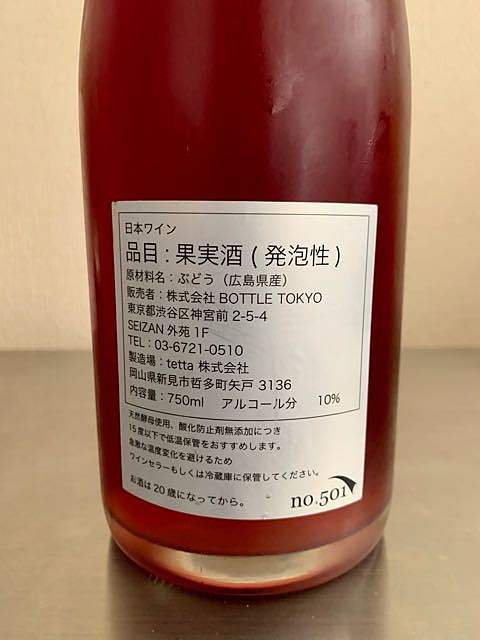 日本ワイン
品目：果実酒（発泡性）
原材料名：ぶどう（広島県産）
販売者：株式会社 BOTTLE TOKYO
東京都渋谷区神宮前 2-5-4
SEIZAN 外苑 1F
TEL：03-6721-0510
製造場：tetta 株式会社
岡山県新見市哲多町矢戸 3136
内容量：750ml　アルコール分　10%
天然酵母使用、酸化防止剤無添加につき
15度以下で低温保管をおすすめします。
急激な温度変化を避けるため
ワインセラーもしくは冷蔵庫に保管してください。
お酒は20歳になってから。
no.501